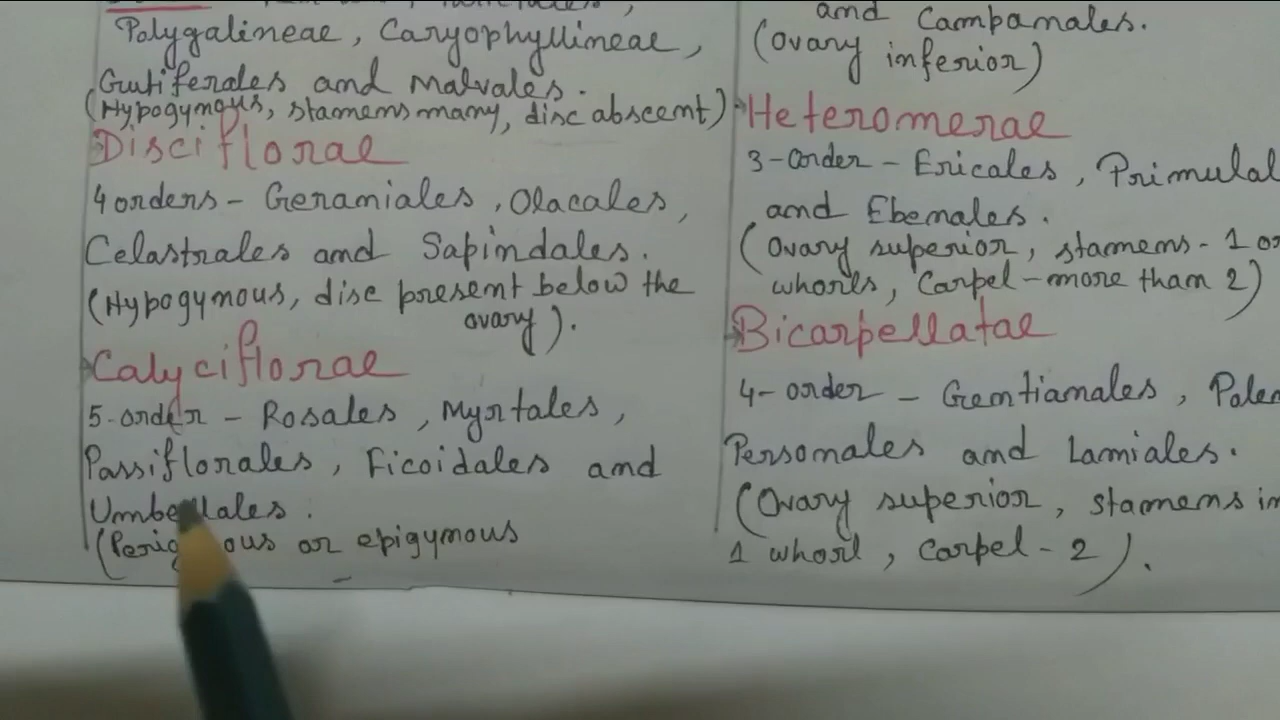 Polygalineae, Caryophyllineae,
Gutiferales and Malvales.
(Hypogynous, stamens many, disc abscent)
Disciflorae
4 orders - Geraniales, Olacales,
Celastrales and Sapindales.
(Hypogynous, disc present below the
ovary).
Calyciflorae
5-order - Rosales, Myrtales,
Passiflorales, Ficoidales and
Umbellales.
or epigynous
and Campanales.
(Ovary inferior)
Heteromerae
3-order - Ericales, Primulal
and Ebenales.
(Ovary superior, stamens - 1 or
whorls, Carpel - more than 2)
Bicarpellatae
4-order - Gentianales, Polem
Personales and Lamiales.
(Ovary superior, stamens in
1 whorl, Carpel - 2).